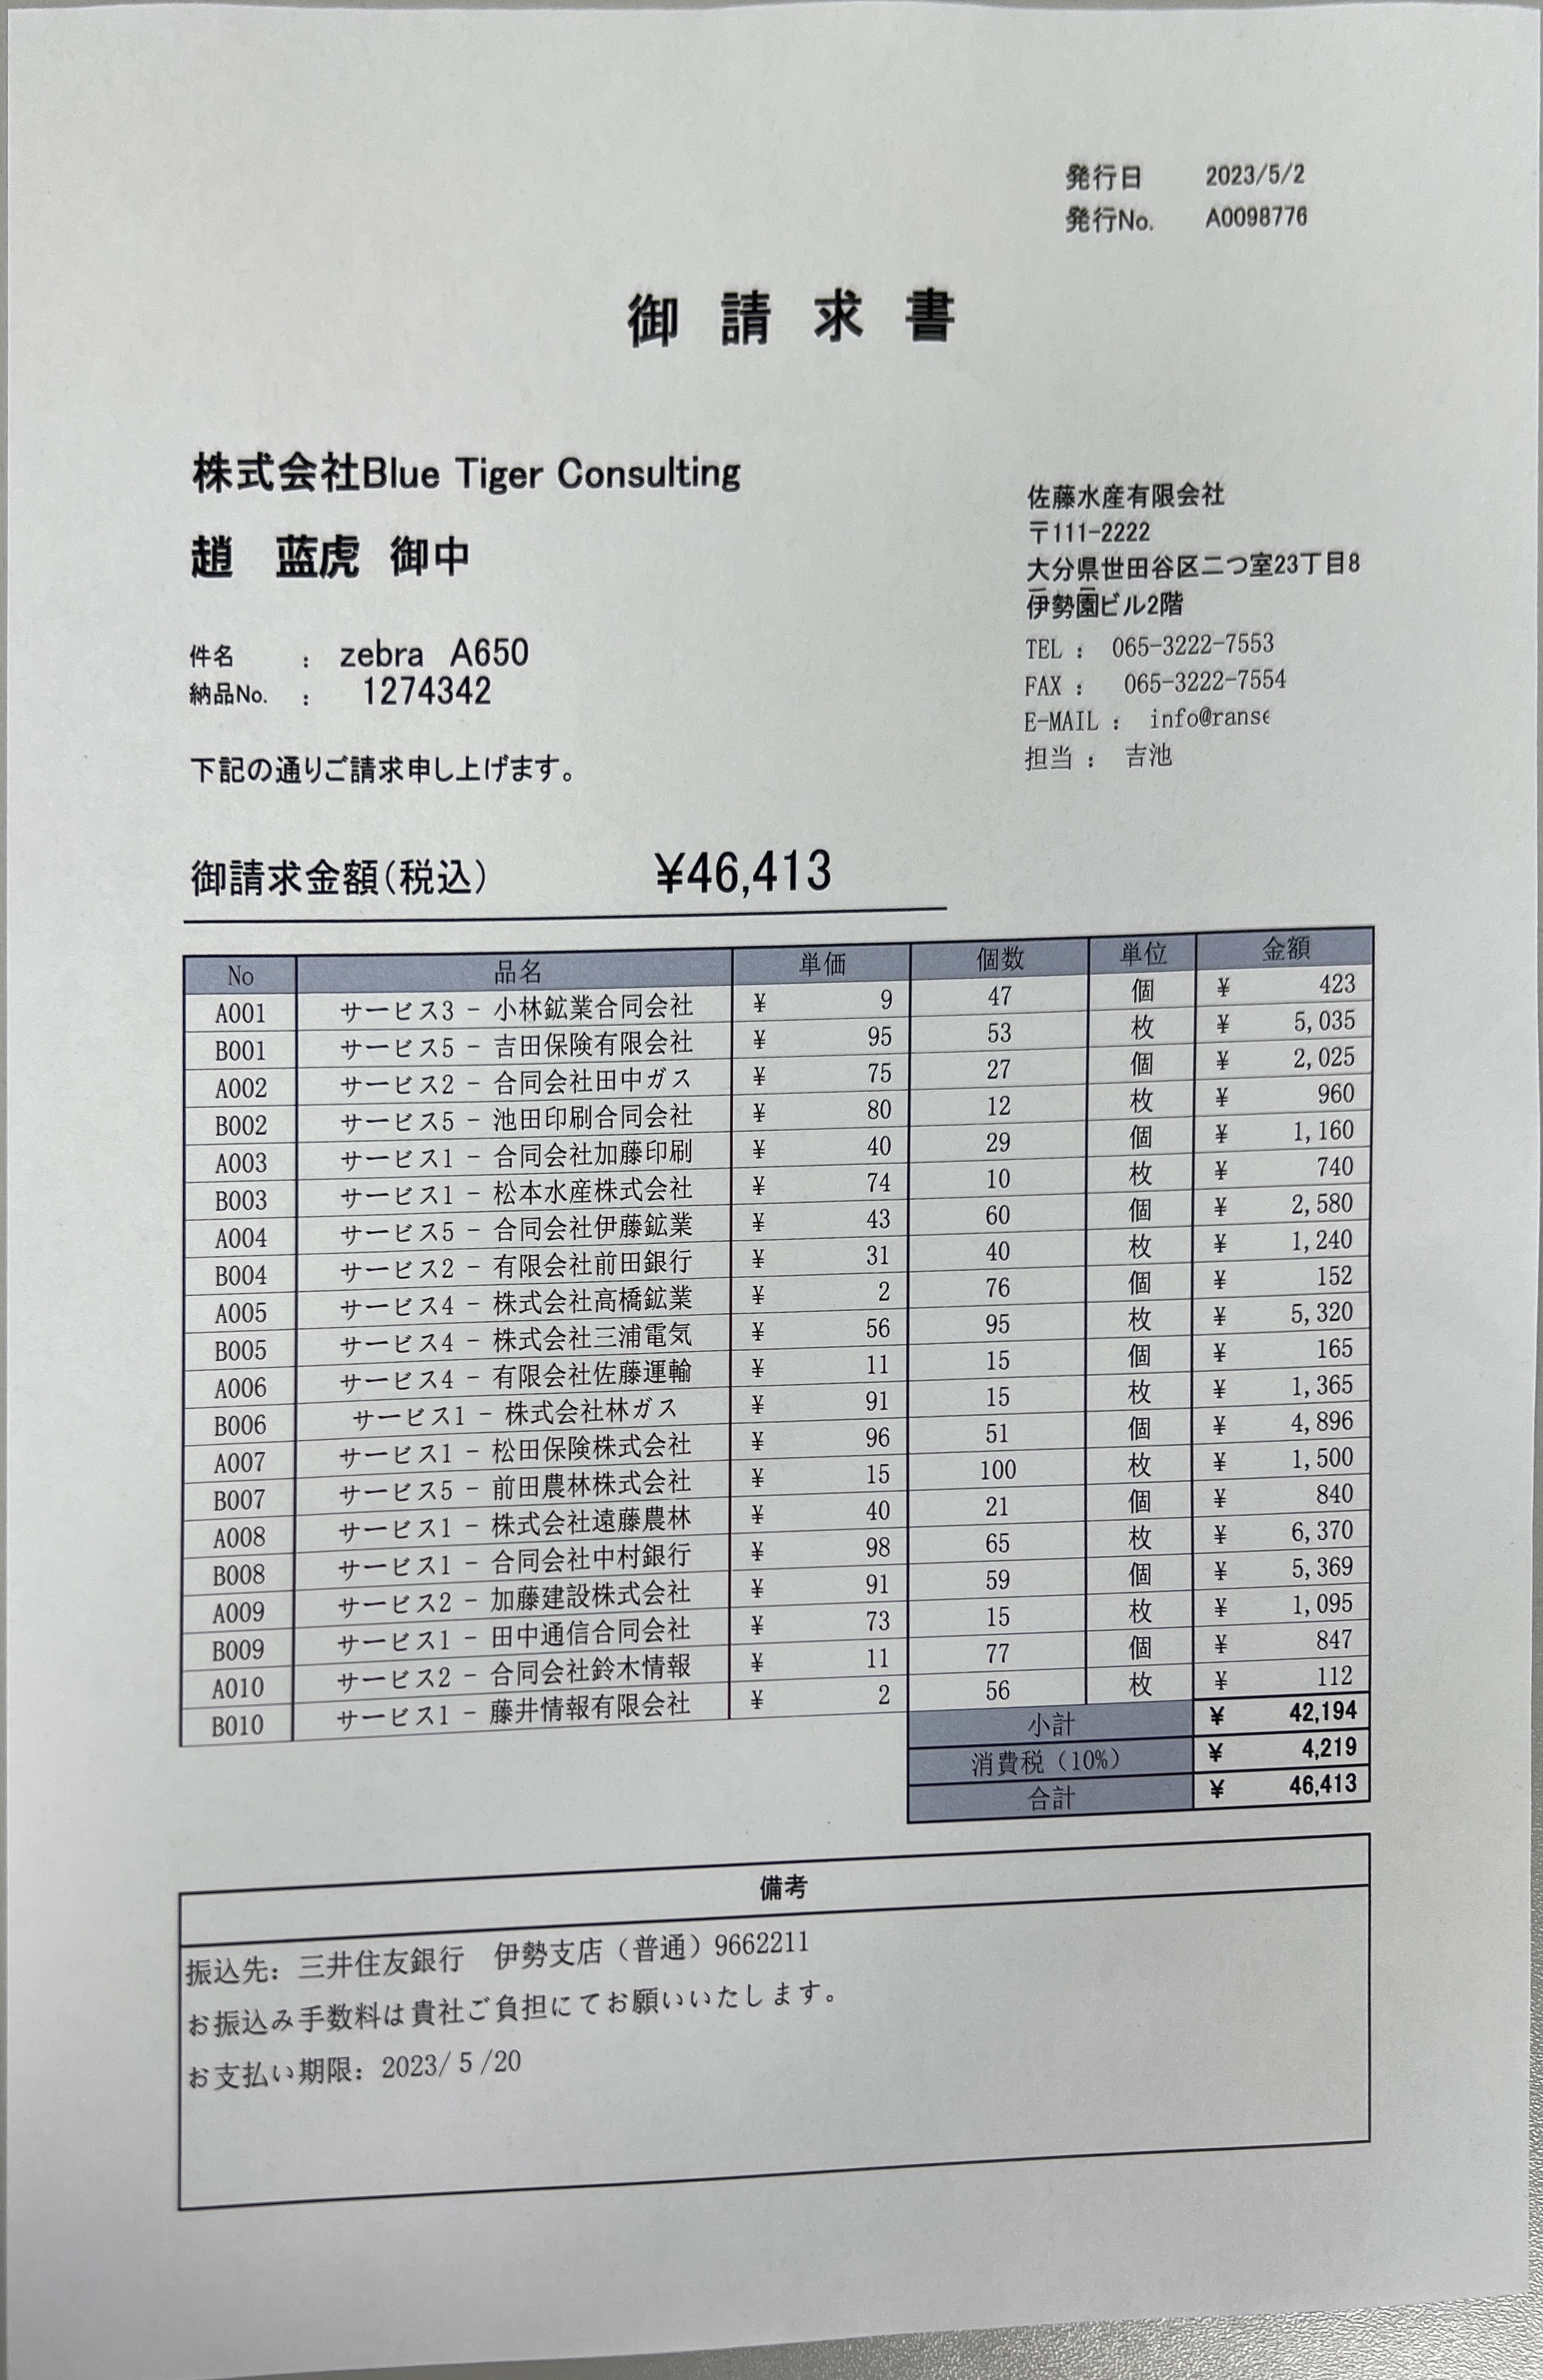 発行日 2023/5/2
発行No. A0098776
御 請 求 書
株式会社Blue Tiger Consulting
趙 蓝虎 御中
件名 : zebra A650
納品No. : 1274342
下記の通りご請求申し上げます。
佐藤水産有限会社
〒111-2222
大分県世田谷区二つ室23丁目8
伊勢園ビル2階
TEL : 065-3222-7553
FAX : 065-3222-7554
E-MAIL : info@ranse
担当 : 吉池
御請求金額(税込) ¥46,413
No 品名 単価 個数 単位 金額
A001 サービス3 - 小林鉱業合同会社 ¥ 9 47 個 ¥ 423
B001 サービス5 - 吉田保険有限会社 ¥ 95 53 枚 ¥ 5,035
A002 サービス2 - 合同会社田中ガス ¥ 75 27 個 ¥ 2,025
B002 サービス5 - 池田印刷合同会社 ¥ 80 12 枚 ¥ 960
A003 サービス1 - 合同会社加藤印刷 ¥ 40 29 個 ¥ 1,160
B003 サービス1 - 松本水産株式会社 ¥ 74 10 枚 ¥ 740
A004 サービス5 - 合同会社伊藤鉱業 ¥ 43 60 個 ¥ 2,580
B004 サービス2 - 有限会社前田銀行 ¥ 31 40 枚 ¥ 1,240
A005 サービス4 - 株式会社高橋鉱業 ¥ 2 76 個 ¥ 152
B005 サービス4 - 株式会社三浦電気 ¥ 56 95 枚 ¥ 5,320
A006 サービス4 - 有限会社佐藤運輸 ¥ 11 15 個 ¥ 165
B006 サービス1 - 株式会社林ガス ¥ 91 15 枚 ¥ 1,365
A007 サービス1 - 松田保険株式会社 ¥ 96 51 個 ¥ 4,896
B007 サービス5 - 前田農林株式会社 ¥ 15 100 枚 ¥ 1,500
A008 サービス1 - 株式会社遠藤農林 ¥ 40 21 個 ¥ 840
B008 サービス1 - 合同会社中村銀行 ¥ 98 65 枚 ¥ 6,370
A009 サービス2 - 加藤建設株式会社 ¥ 91 59 個 ¥ 5,369
B009 サービス1 - 田中通信合同会社 ¥ 73 15 枚 ¥ 1,095
A010 サービス2 - 合同会社鈴木情報 ¥ 11 77 個 ¥ 847
B010 サービス1 - 藤井情報有限会社 ¥ 2 56 枚 ¥ 112
小計 ¥ 42,194
消費税（10%） ¥ 4,219
合計 ¥ 46,413
備考
振込先: 三井住友銀行 伊勢支店（普通）9662211
お振込み手数料は貴社ご負担にてお願いいたします。
お支払い期限: 2023/ 5 /20